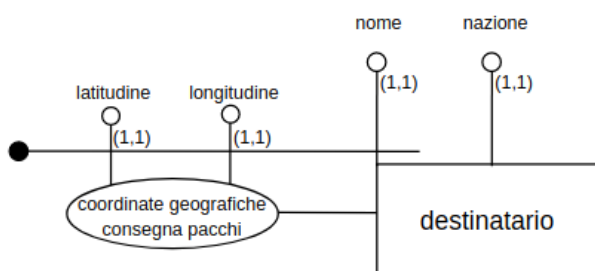 nome nazione
(1,1) (1,1)
latitudine longitudine
(1,1) (1,1)
coordinate geografiche
consegna pacchi
destinatario